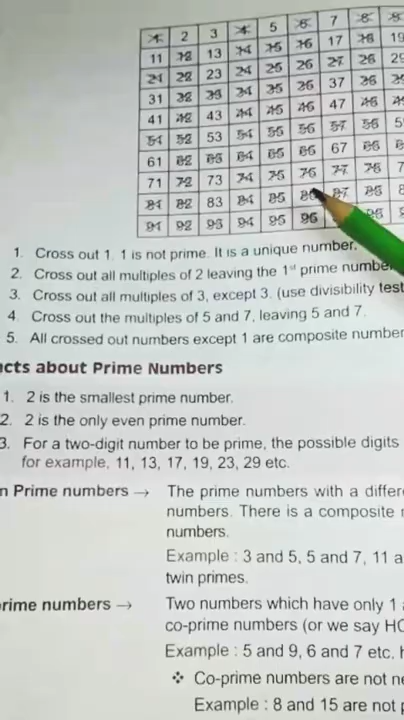 1 2 3 4 5 6 7 8 9
11 12 13 14 15 16 17 18 19
21 22 23 24 25 26 27 28 29
31 32 33 34 35 36 37 38
41 42 43 44 45 46 47 48
51 52 53 54 55 56 57 58 5
61 62 63 64 65 66 67 68
71 72 73 74 75 76 77 78 7
81 82 83 84 85 86 87 88 8
91 92 93 94 95 96 98
1. Cross out 1. 1 is not prime. It is a unique number.
2. Cross out all multiples of 2 leaving the 1st prime numbe
3. Cross out all multiples of 3, except 3. (use divisibility test
4. Cross out the multiples of 5 and 7, leaving 5 and 7.
5. All crossed out numbers except 1 are composite number
acts about Prime Numbers
1. 2 is the smallest prime number.
2. 2 is the only even prime number.
3. For a two-digit number to be prime, the possible digits
for example, 11, 13, 17, 19, 23, 29 etc.
n Prime numbers → The prime numbers with a differ
numbers. There is a composite
numbers.
Example : 3 and 5, 5 and 7, 11 a
twin primes.
rime numbers → Two numbers which have only 1
co-prime numbers (or we say HC
Example : 5 and 9, 6 and 7 etc. h
❖ Co-prime numbers are not ne
Example : 8 and 15 are not p